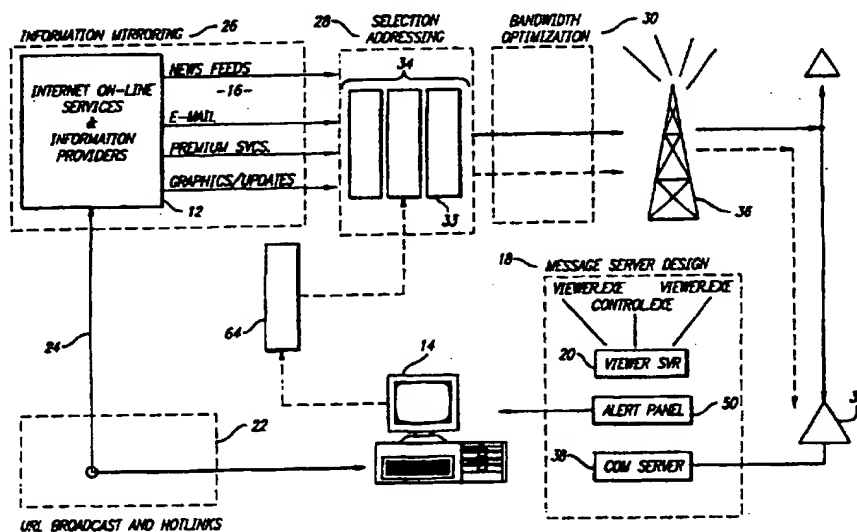 INFORMATION MIRRORING 26
INTERNET ON-LINE
SERVICES
&
INFORMATION
PROVIDERS
12
NEWS FEEDS
-16-
E-MAIL
PREMIUM SVCS.
GRAPHICS/UPDATES
28
SELECTION
ADDRESSING
34
33
BANDWIDTH
OPTIMIZATION
30
36
24
64
14
22
URL BROADCAST AND HOTLINKS
18
MESSAGE SERVER DESIGN
VIEWER.EXE
CONTROL.EXE
VIEWER.EXE
20
VIEWER SVR
ALERT PANEL
50
38
COM SERVER